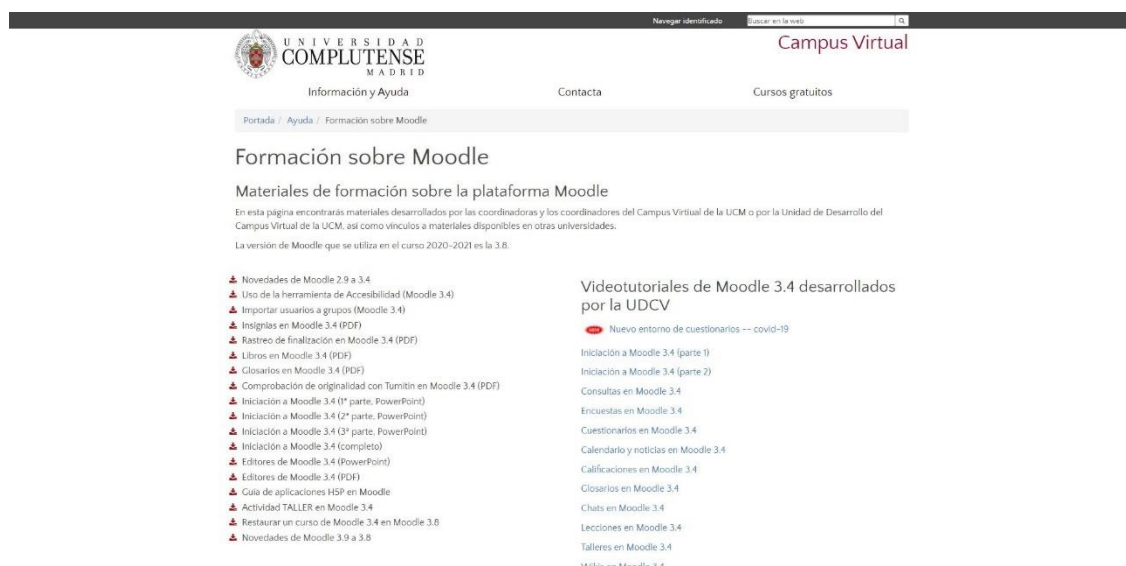 Navegar identificado
Buscar en la web
UNIVERSIDAD
COMPLUTENSE
MADRID
Campus Virtual
Información y Ayuda
Contacta
Cursos gratuitos
Portada / Ayuda / Formación sobre Moodle
Formación sobre Moodle
Materiales de formación sobre la plataforma Moodle
En esta página encontrarás materiales desarrollados por las coordinadoras y los coordinadores del Campus Virtiual de la UCM o por la Unidad de Desarrollo del
Campus Virtual de la UCM, así como vínculos a materiales disponibles en otras universidades.
La versión de Moodle que se utiliza en el curso 2020-2021 es la 3.8.
Novedades de Moodle 2.9 a 3.4
Uso de la herramienta de Accesibilidad (Moodle 3.4)
Importar usuarios a grupos (Moodle 3.4)
Insignias en Moodle 3.4 (PDF)
Rastreo de finalización en Moodle 3.4 (PDF)
Libros en Moodle 3.4 (PDF)
Glosarios en Moodle 3.4 (PDF)
Comprobación de originalidad con Turnitin en Moodle 3.4 (PDF)
Iniciación a Moodle 3.4 (1ª parte, PowerPoint)
Iniciación a Moodle 3.4 (2ª parte, PowerPoint)
Iniciación a Moodle 3.4 (3ª parte, PowerPoint)
Iniciación a Moodle 3.4 (completo)
Editores de Moodle 3.4 (PowerPoint)
Editores de Moodle 3.4 (PDF)
Guía de aplicaciones H5P en Moodle
Actividad TALLER en Moodle 3.4
Restaurar un curso de Moodle 3.4 en Moodle 3.8
Novedades de Moodle 3.9 a 3.8
Videotutoriales de Moodle 3.4 desarrollados
por la UDCV
Nuevo entorno de cuestionarios -- covid-19
Iniciación a Moodle 3.4 (parte 1)
Iniciación a Moodle 3.4 (parte 2)
Consultas en Moodle 3.4
Encuestas en Moodle 3.4
Cuestionarios en Moodle 3.4
Calendario y noticias en Moodle 3.4
Calificaciones en Moodle 3.4
Glosarios en Moodle 3.4
Chats en Moodle 3.4
Lecciones en Moodle 3.4
Talleres en Moodle 3.4